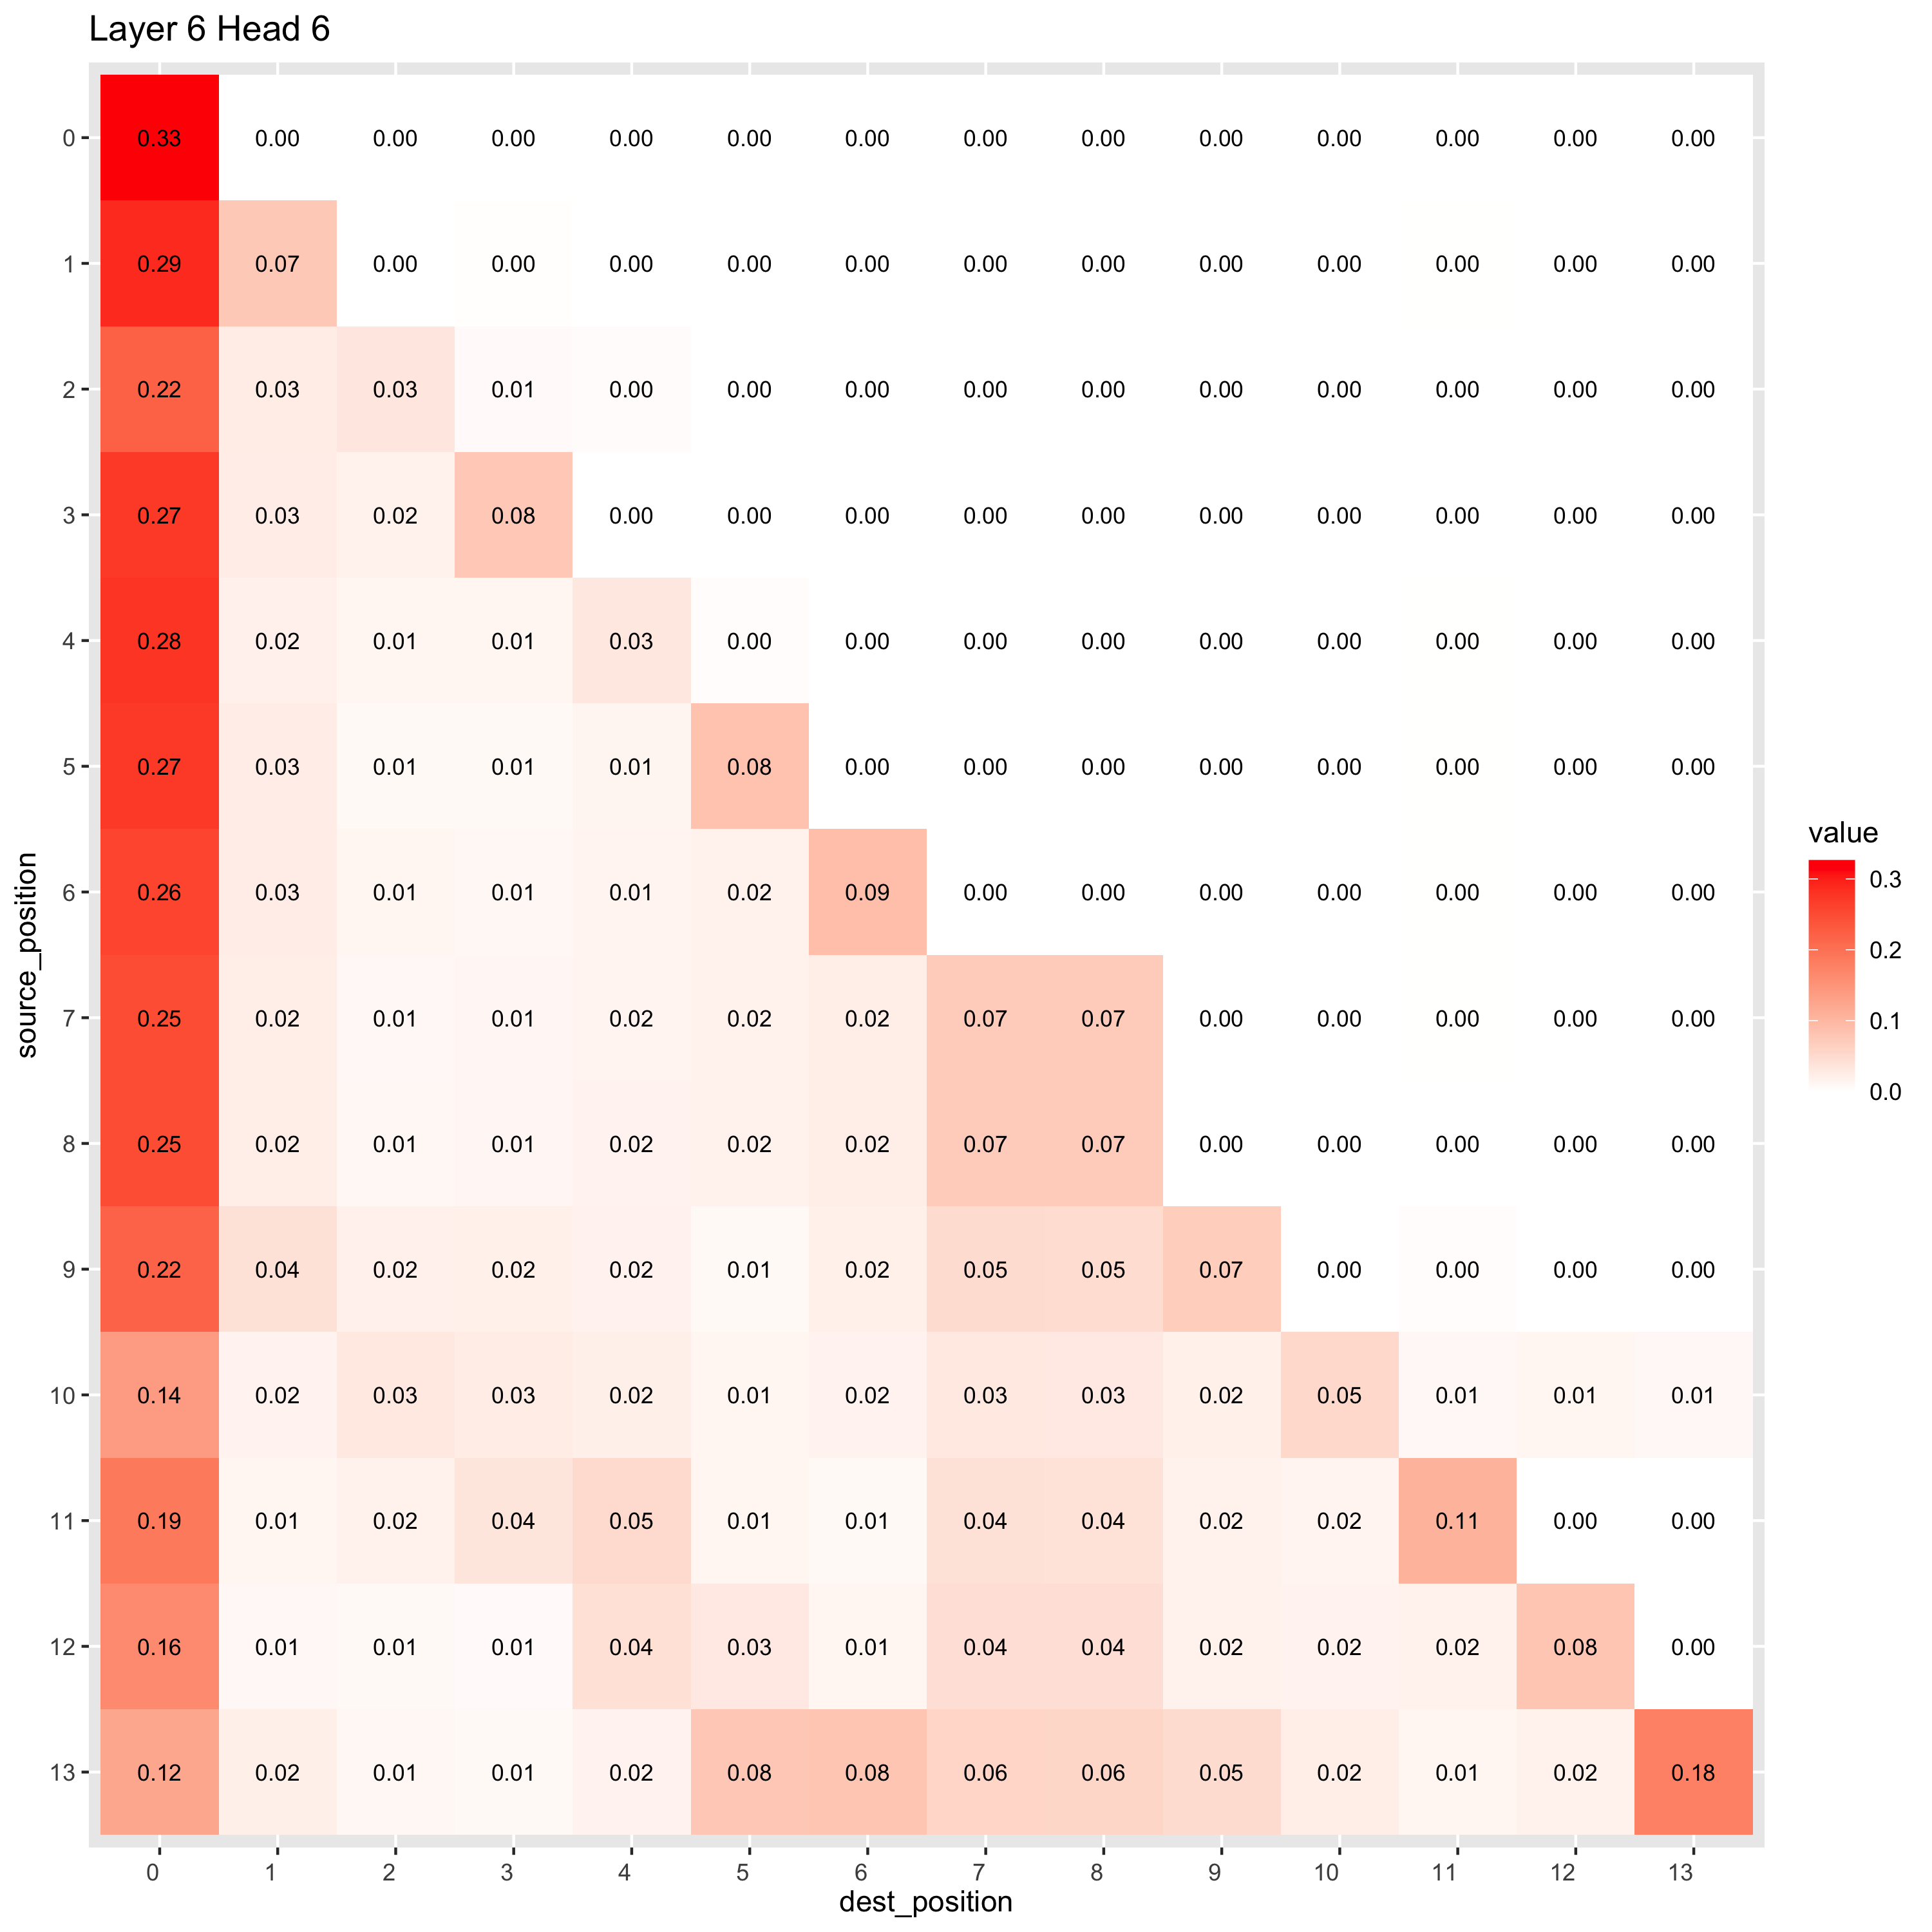 Layer 6 Head 6
0 0.33 0.00 0.00 0.00 0.00 0.00 0.00 0.00 0.00 0.00 0.00 0.00 0.00 0.00
1 0.29 0.07 0.00 0.00 0.00 0.00 0.00 0.00 0.00 0.00 0.00 0.00 0.00 0.00
2 0.22 0.03 0.03 0.01 0.00 0.00 0.00 0.00 0.00 0.00 0.00 0.00 0.00 0.00
3 0.27 0.03 0.02 0.08 0.00 0.00 0.00 0.00 0.00 0.00 0.00 0.00 0.00 0.00
4 0.28 0.02 0.01 0.01 0.03 0.00 0.00 0.00 0.00 0.00 0.00 0.00 0.00 0.00
5 0.27 0.03 0.01 0.01 0.01 0.08 0.00 0.00 0.00 0.00 0.00 0.00 0.00 0.00
6 0.26 0.03 0.01 0.01 0.01 0.02 0.09 0.00 0.00 0.00 0.00 0.00 0.00 0.00
7 0.25 0.02 0.01 0.01 0.02 0.02 0.02 0.07 0.07 0.00 0.00 0.00 0.00 0.00
8 0.25 0.02 0.01 0.01 0.02 0.02 0.02 0.07 0.07 0.00 0.00 0.00 0.00 0.00
9 0.22 0.04 0.02 0.02 0.02 0.01 0.02 0.05 0.05 0.07 0.00 0.00 0.00 0.00
10 0.14 0.02 0.03 0.03 0.02 0.01 0.02 0.03 0.03 0.02 0.05 0.01 0.01 0.01
11 0.19 0.01 0.02 0.04 0.05 0.01 0.01 0.04 0.04 0.02 0.02 0.11 0.00 0.00
12 0.16 0.01 0.01 0.01 0.04 0.03 0.01 0.04 0.04 0.02 0.02 0.02 0.08 0.00
13 0.12 0.02 0.01 0.01 0.02 0.08 0.08 0.06 0.06 0.05 0.02 0.01 0.02 0.18
0 1 2 3 4 5 6 7 8 9 10 11 12 13
dest_position
source_position
value
0.3
0.2
0.1
0.0